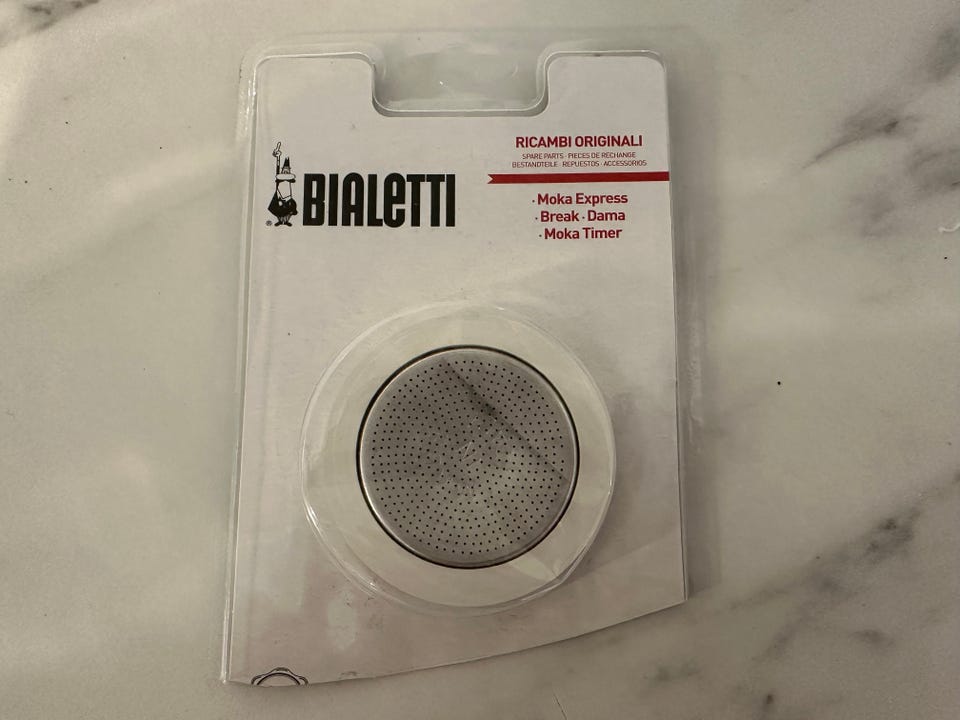 RICAMBI ORIGINALI
SPARE PARTS · PIECES DE RECHANGE
BESTANDTEILE · REPUESTOS · ACCESSORIOS
® BIALETTI
· Moka Express
· Break · Dama
· Moka Timer